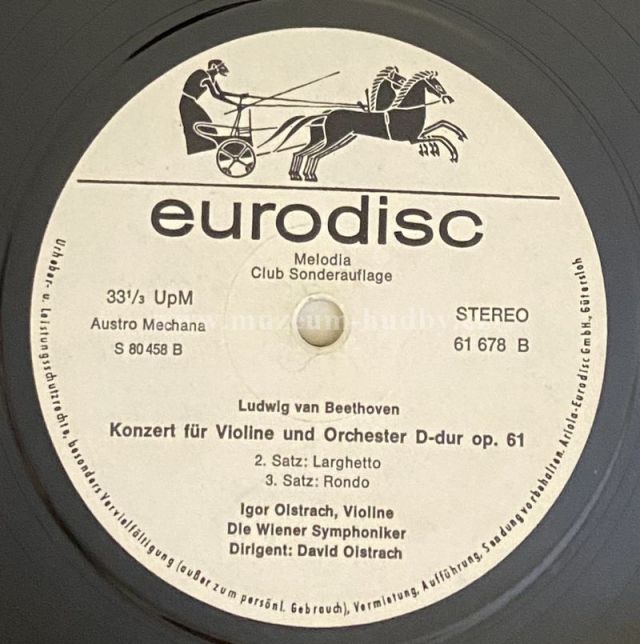 eurodisc
Melodia
Club Sonderauflage
33⅓ UpM
Austro Mechana
S 80 458 B
STEREO
61 678 B
Ludwig van Beethoven
Konzert für Violine und Orchester D-dur op. 61
2. Satz: Larghetto
3. Satz: Rondo
Igor Oistrach, Violine
Die Wiener Symphoniker
Dirigent: David Oistrach
Urheber- u. Leistungsschutzrechte, besonders Vervielfältigung (außer zum persönl. Gebrauch), Vermietung, Aufführung, Sendung vorbehalten. Ariola-Eurodisc GmbH., Gütersloh